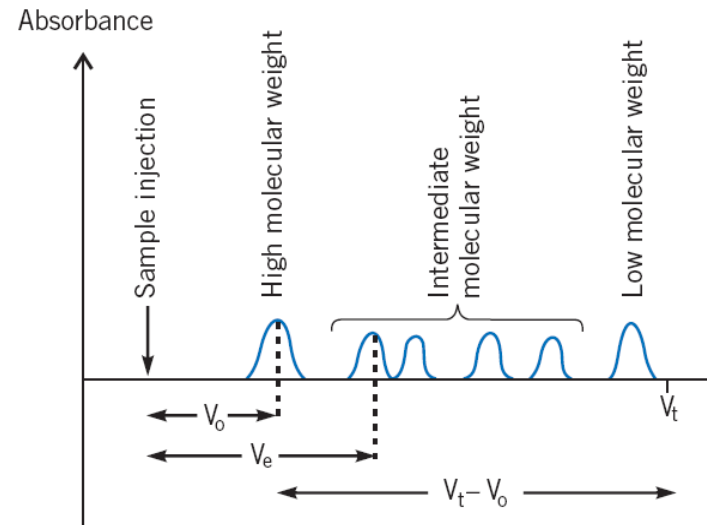 Absorbance
Sample injection
High molecular weight
Intermediate
molecular weight
Low molecular weight
Vₒ
Vₜ
Vₑ
Vₜ – Vₒ